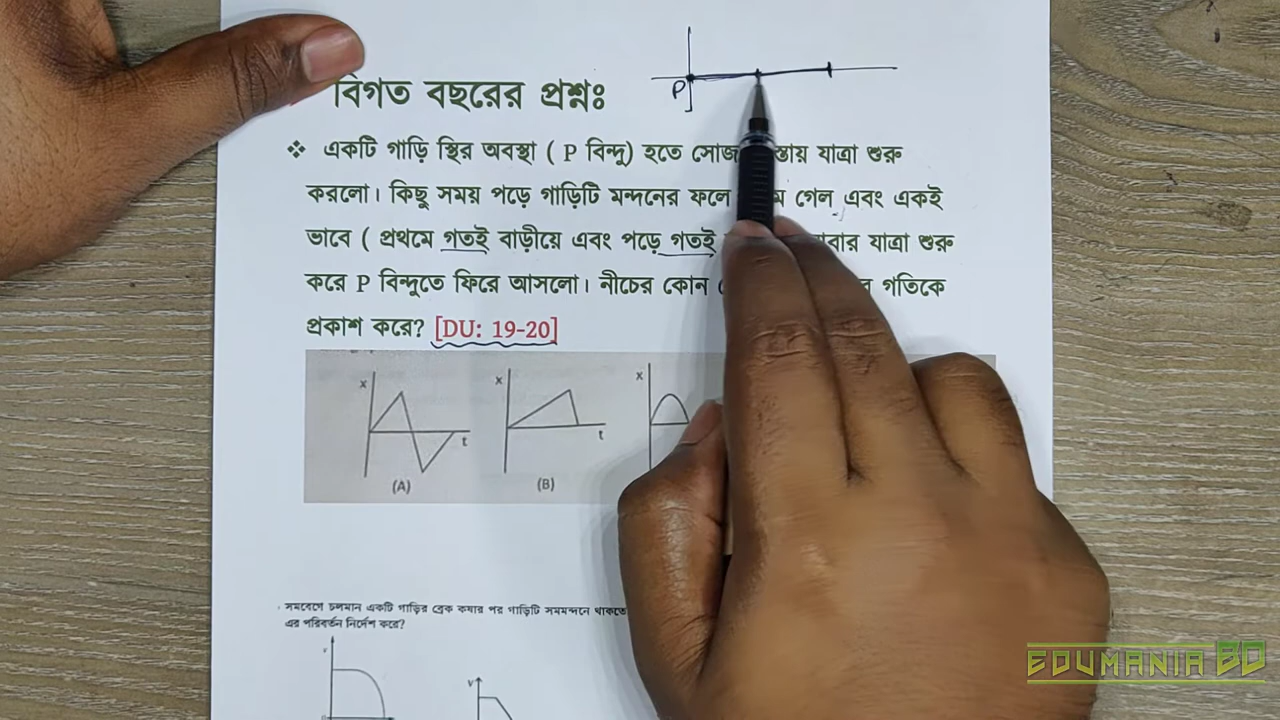 P
বিগত বছরের প্রশ্নঃ
❖ একটি গাড়ি স্থির অবস্থা ( P বিন্দু) হতে সোজ স্তায় যাত্রা শুরু
করলো। কিছু সময় পড়ে গাড়িটি মন্দনের ফলে গেল এবং একই
ভাবে ( প্রথমে গতই বাড়ীয়ে এবং পড়ে গতই বার যাত্রা শুরু
করে P বিন্দুতে ফিরে আসলো। নীচের কোন গতিকে
প্রকাশ করে? [DU: 19-20]
x t (A)
x t (B)
x
সমবেগে চলমান একটি গাড়ির ব্রেক কষার পর গাড়িটি সমমন্দনে থাকতে
এর পরিবর্তন নির্দেশ করে?
v
v
EDUMANIA BD